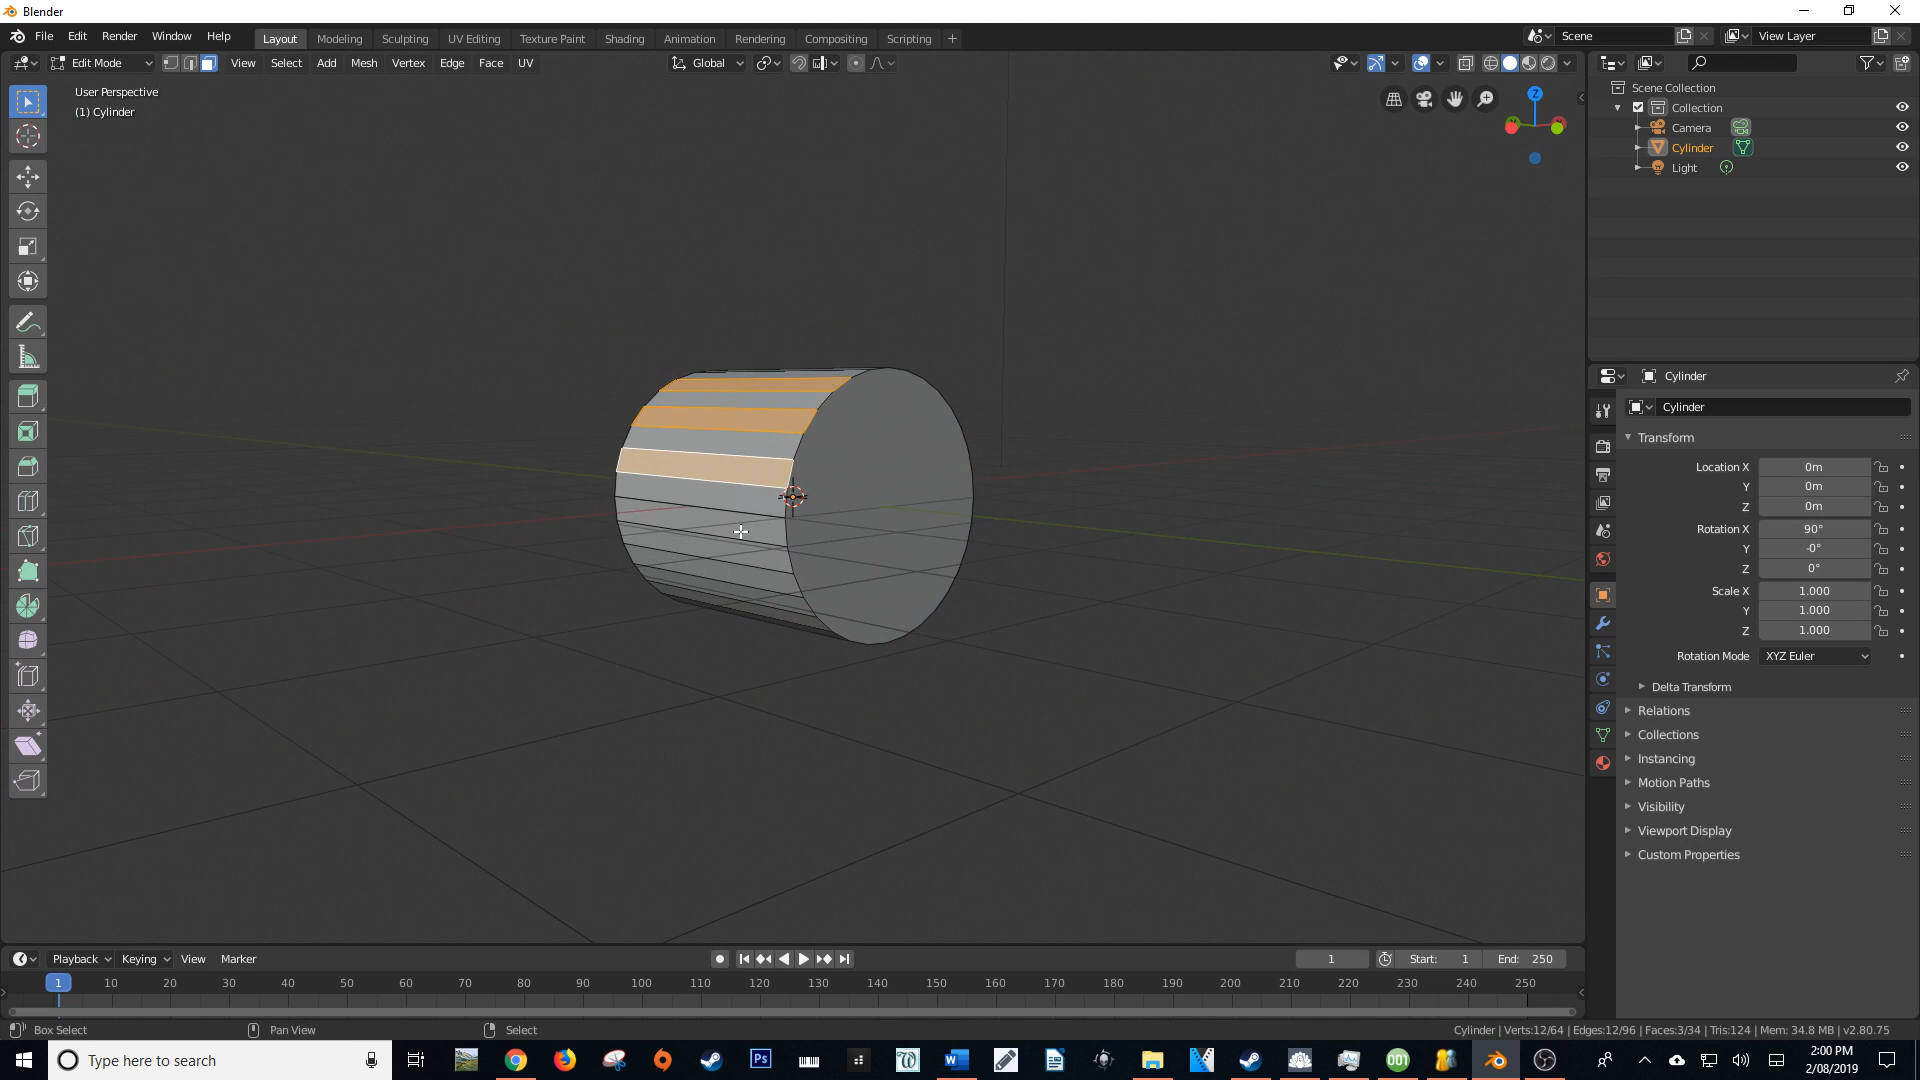 Blender
File Edit Render Window Help
Layout Modeling Sculpting UV Editing Texture Paint Shading Animation Rendering Compositing Scripting +
Scene
View Layer
Edit Mode View Select Add Mesh Vertex Edge Face UV
Global
User Perspective
(1) Cylinder
Z
Scene Collection
Collection
Camera
Cylinder
Light
Cylinder
Cylinder
Transform
Location X 0m
Y 0m
Z 0m
Rotation X 90°
Y -0°
Z 0°
Scale X 1.000
Y 1.000
Z 1.000
Rotation Mode XYZ Euler
Delta Transform
Relations
Collections
Instancing
Motion Paths
Visibility
Viewport Display
Custom Properties
Playback Keying View Marker
1 Start: 1 End: 250
1 10 20 30 40 50 60 70 80 90 100 110 120 130 140 150 160 170 180 190 200 210 220 230 240 250
Box Select Pan View Select
Cylinder | Verts:12/64 | Edges:12/96 | Faces:3/34 | Tris:124 | Mem: 34.8 MB | v2.80.75
Type here to search
Ps
001
2:00 PM
2/08/2019